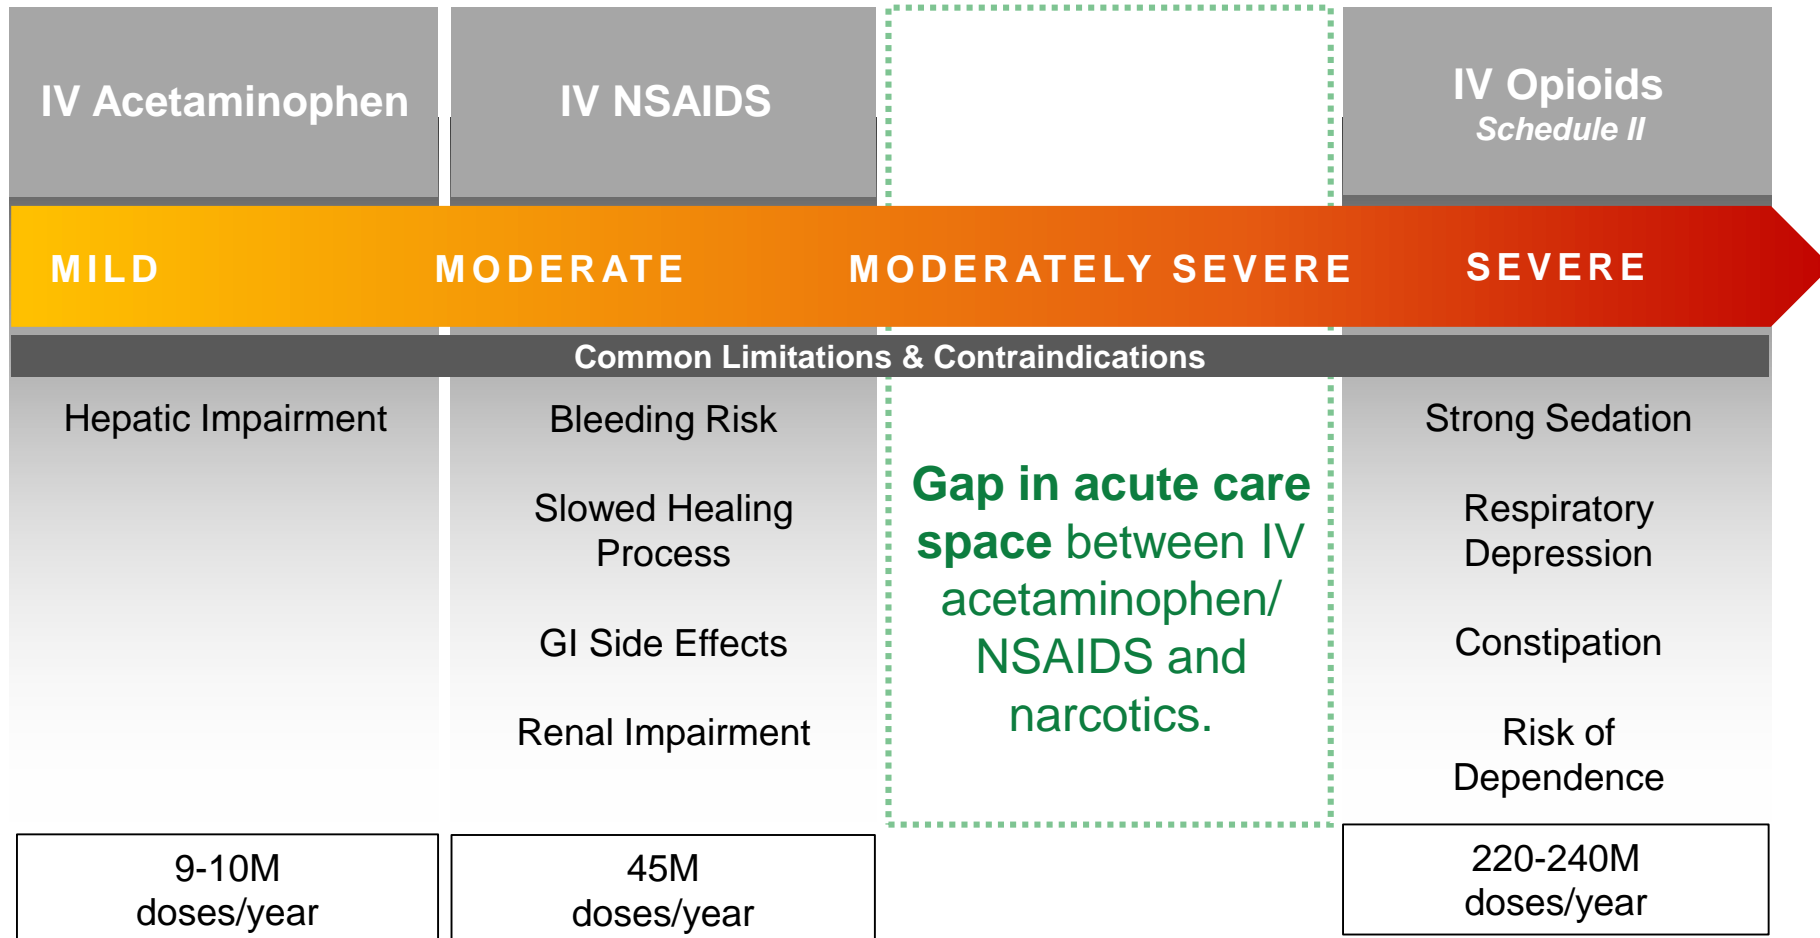 IV Acetaminophen
IV NSAIDS
IV Opioids
Schedule II
MILD
MODERATE
MODERATELY SEVERE
SEVERE
Common Limitations & Contraindications
Hepatic Impairment
Bleeding Risk
Slowed Healing
Process
GI Side Effects
Renal Impairment
Gap in acute care
space between IV
acetaminophen/
NSAIDS and
narcotics.
Strong Sedation
Respiratory
Depression
Constipation
Risk of
Dependence
9-10M
doses/year
45M
doses/year
220-240M
doses/year